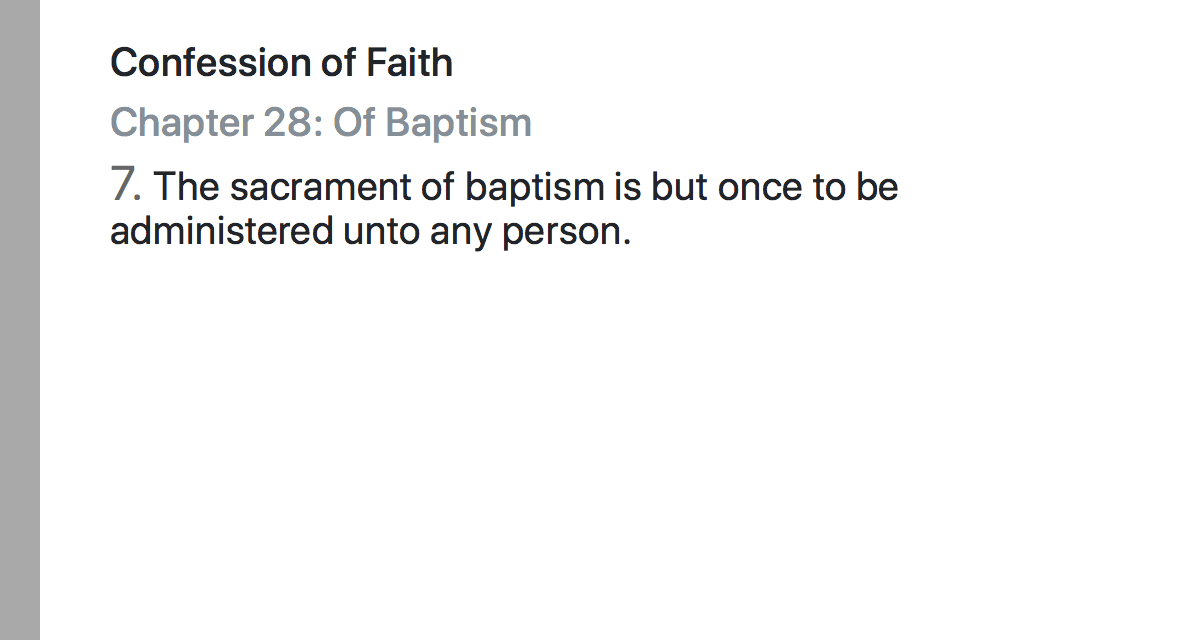 Confession of Faith
Chapter 28: Of Baptism
7. The sacrament of baptism is but once to be
administered unto any person.